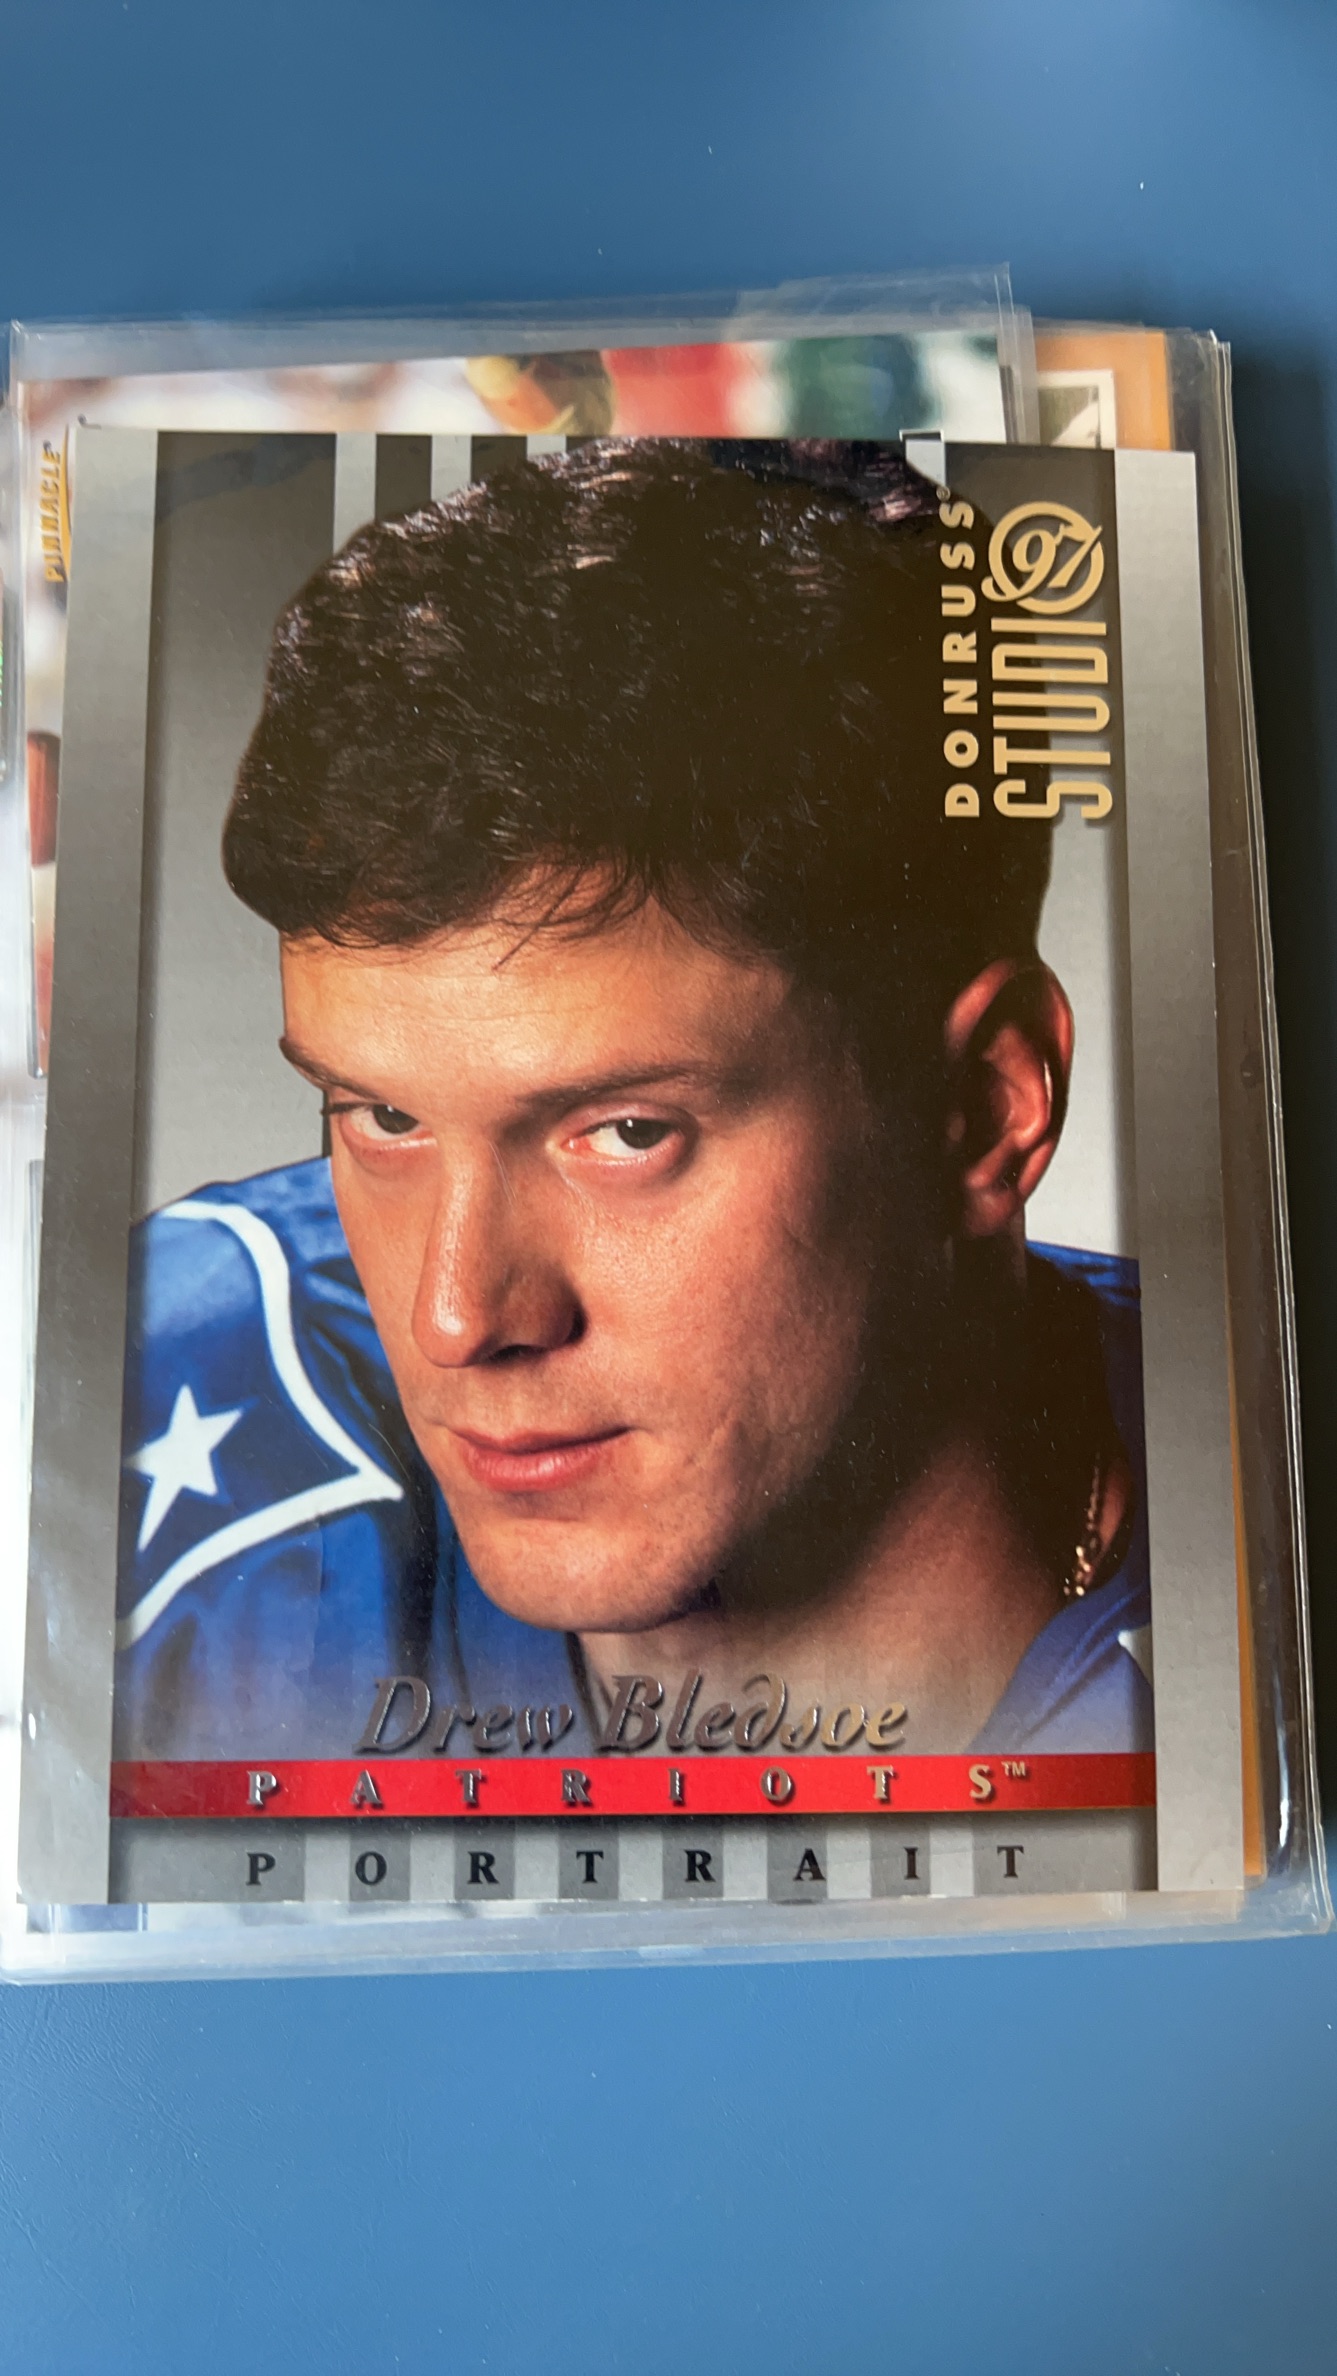 PINNACLE
DONRUSS®
STUDIO 97
Drew Bledsoe
PATRIOTS™
PORTRAIT